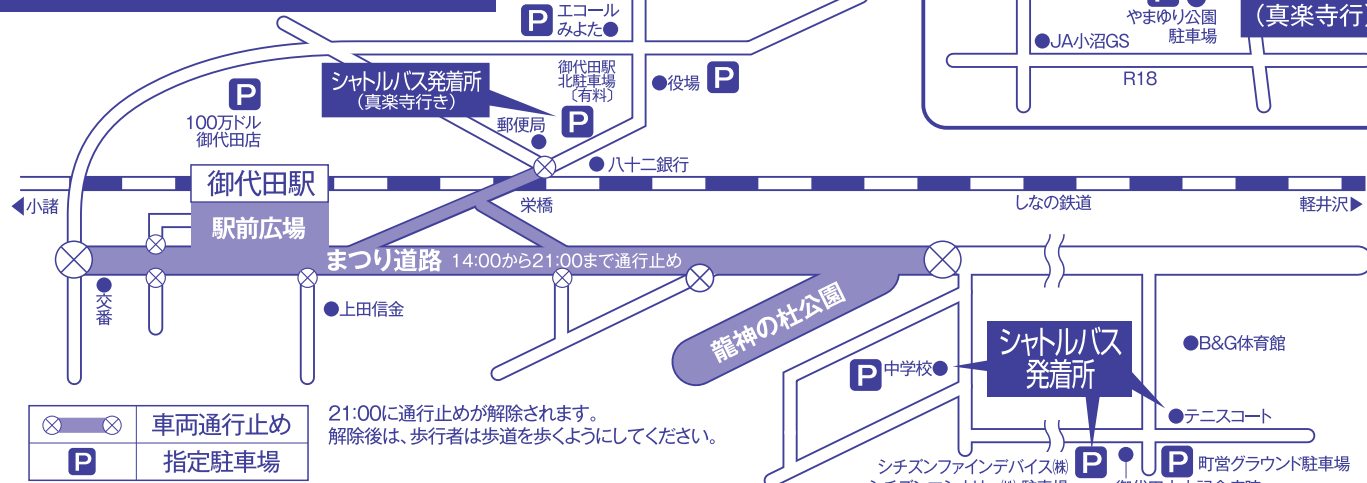 P
エコール
みよた
P
やまゆり公園
駐車場
（真楽寺行
JA小沼GS
R18
御代田駅
北駐車場
〔有料〕
P
役場
P
シャトルバス発着所
（真楽寺行き）
P
100万ドル
御代田店
郵便局
八十二銀行
御代田駅
駅前広場
小諸
栄橋
しなの鉄道
軽井沢
まつり道路 14:00から21:00まで通行止め
交番
上田信金
龍神の杜公園
シャトルバス
発着所
P
中学校
B&G体育館
テニスコート
車両通行止め
P
指定駐車場
21:00に通行止めが解除されます。
解除後は、歩行者は歩道を歩くようにしてください。
シチズンファインデバイス㈱
P
P
町営グラウンド駐車場